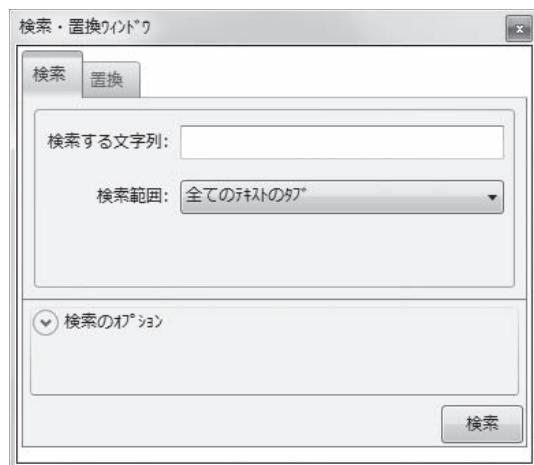 検索・置換ｳｨﾝﾄﾞｳ
検索 置換
検索する文字列:
検索範囲: 全てのﾃｷｽﾄのﾀﾌﾞ
検索のｵﾌﾟｼｮﾝ
検索